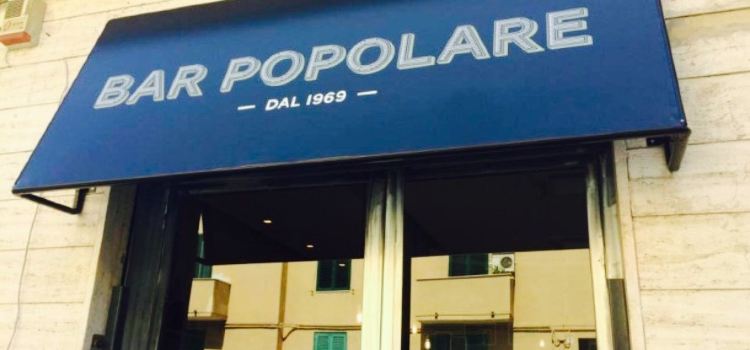 BAR POPOLARE
— DAL 1969 —